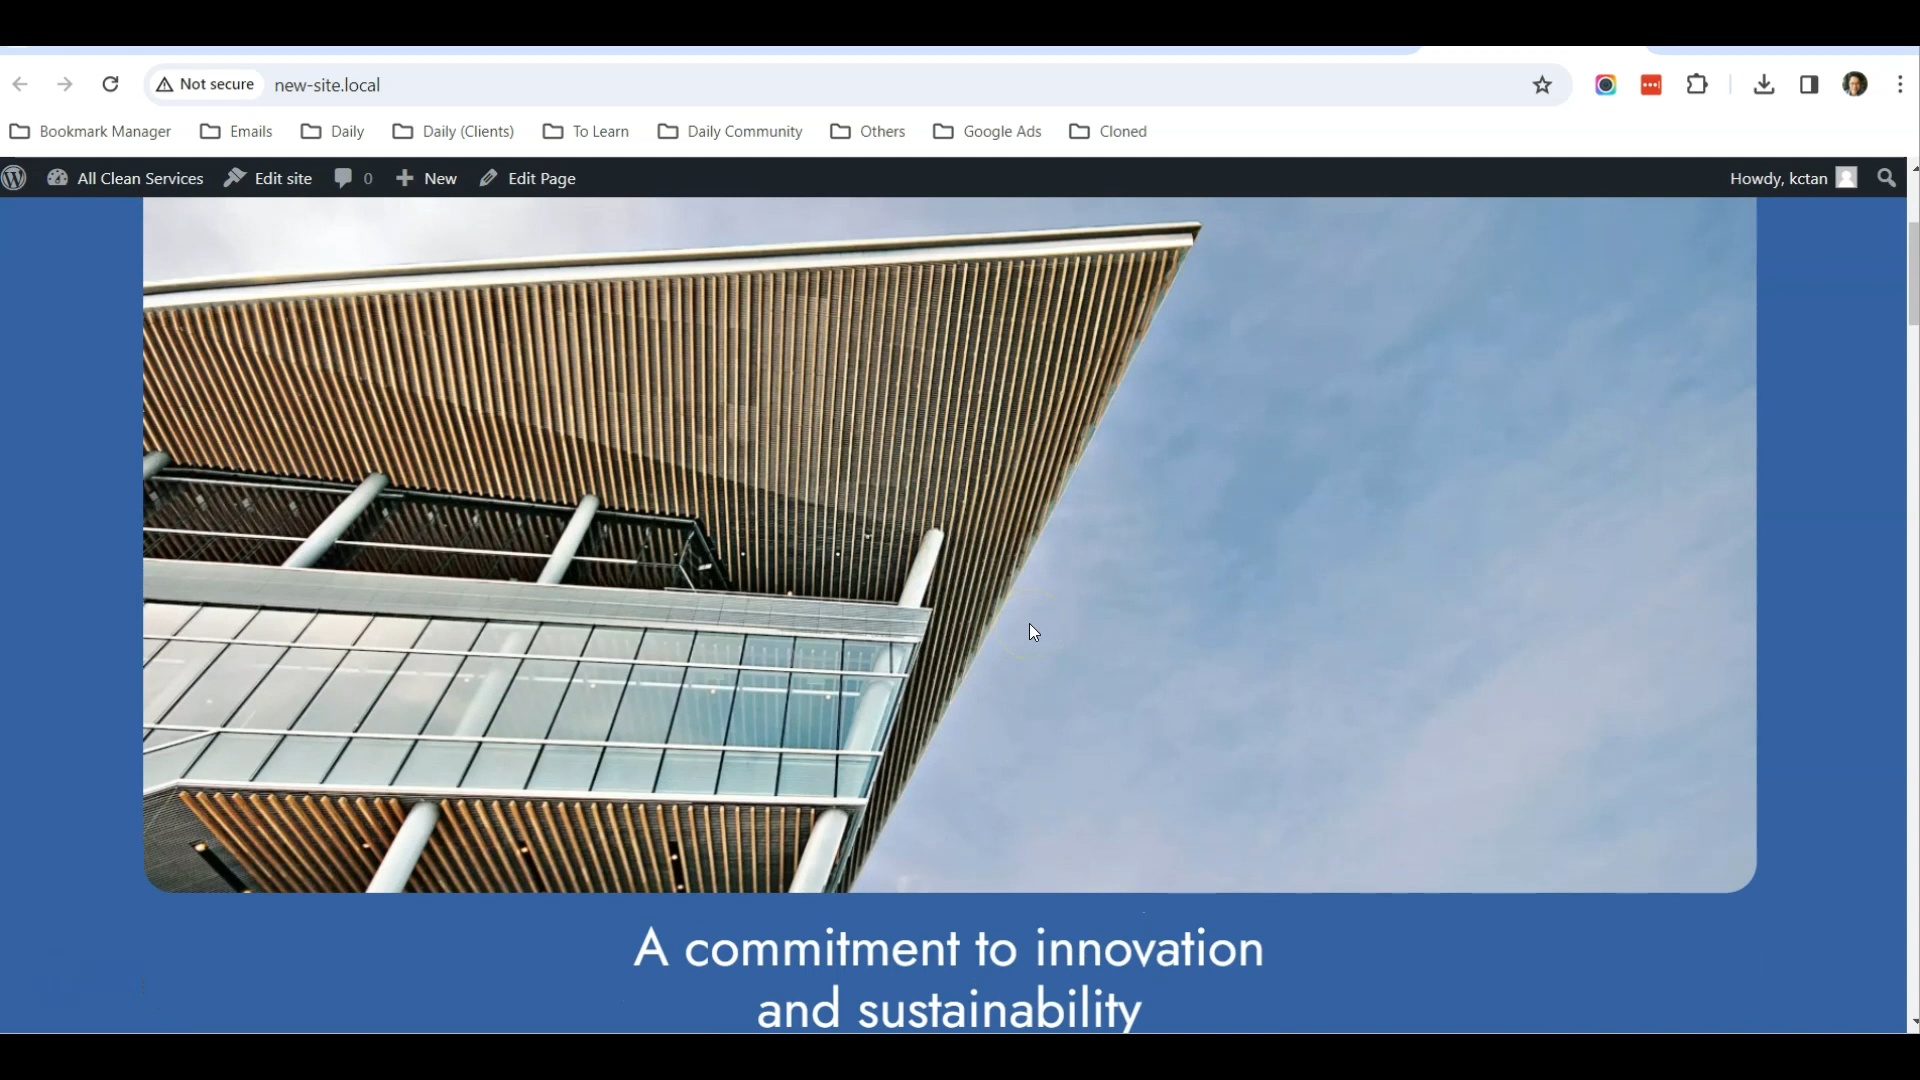 Not secure new-site.local
Bookmark Manager Emails Daily Daily (Clients) To Learn Daily Community Others Google Ads Cloned
All Clean Services Edit site 0 New Edit Page Howdy, kctan
A commitment to innovation
and sustainability